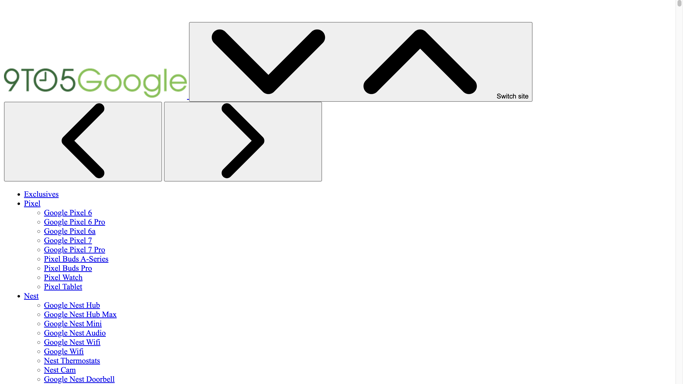 9TO5Google
Switch site
Exclusives
Pixel
Google Pixel 6
Google Pixel 6 Pro
Google Pixel 6a
Google Pixel 7
Google Pixel 7 Pro
Pixel Buds A-Series
Pixel Buds Pro
Pixel Watch
Pixel Tablet
Nest
Google Nest Hub
Google Nest Hub Max
Google Nest Mini
Google Nest Audio
Google Nest Wifi
Google Wifi
Nest Thermostats
Nest Cam
Google Nest Doorbell